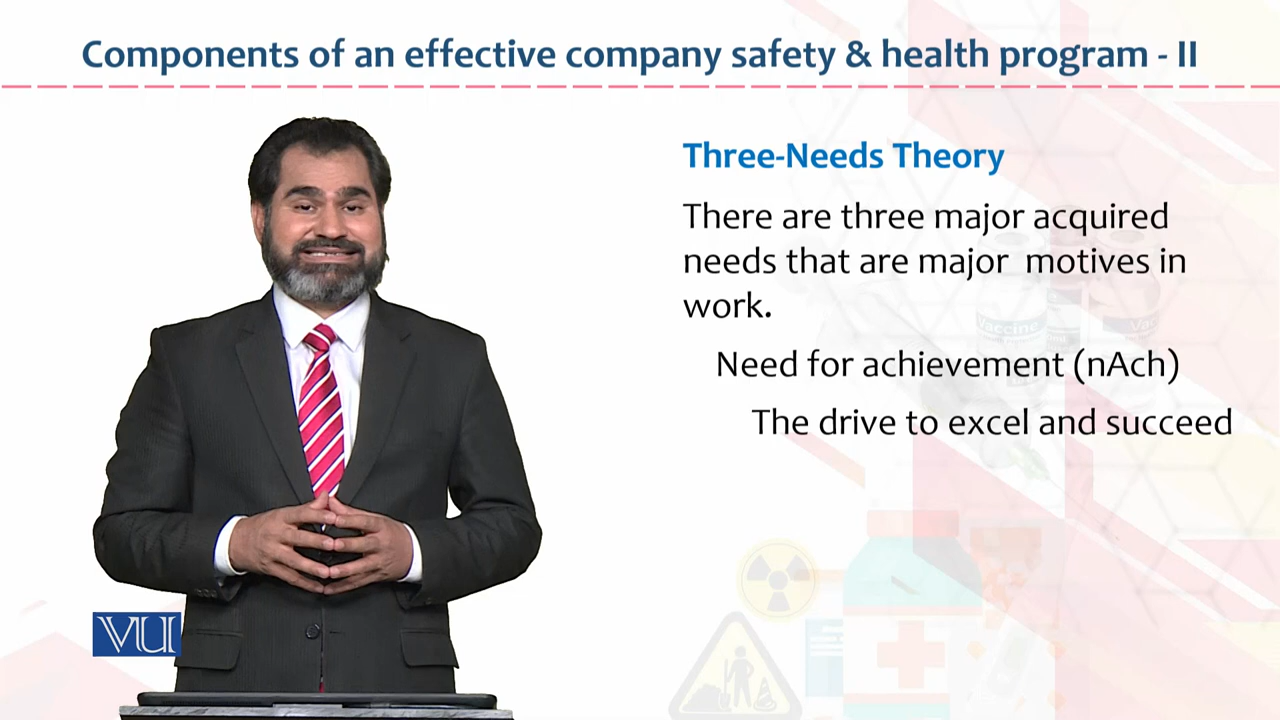 Components of an effective company safety & health program - II
Three-Needs Theory
There are three major acquired
needs that are major motives in
work.
Need for achievement (nAch)
The drive to excel and succeed
Vaccine
VU